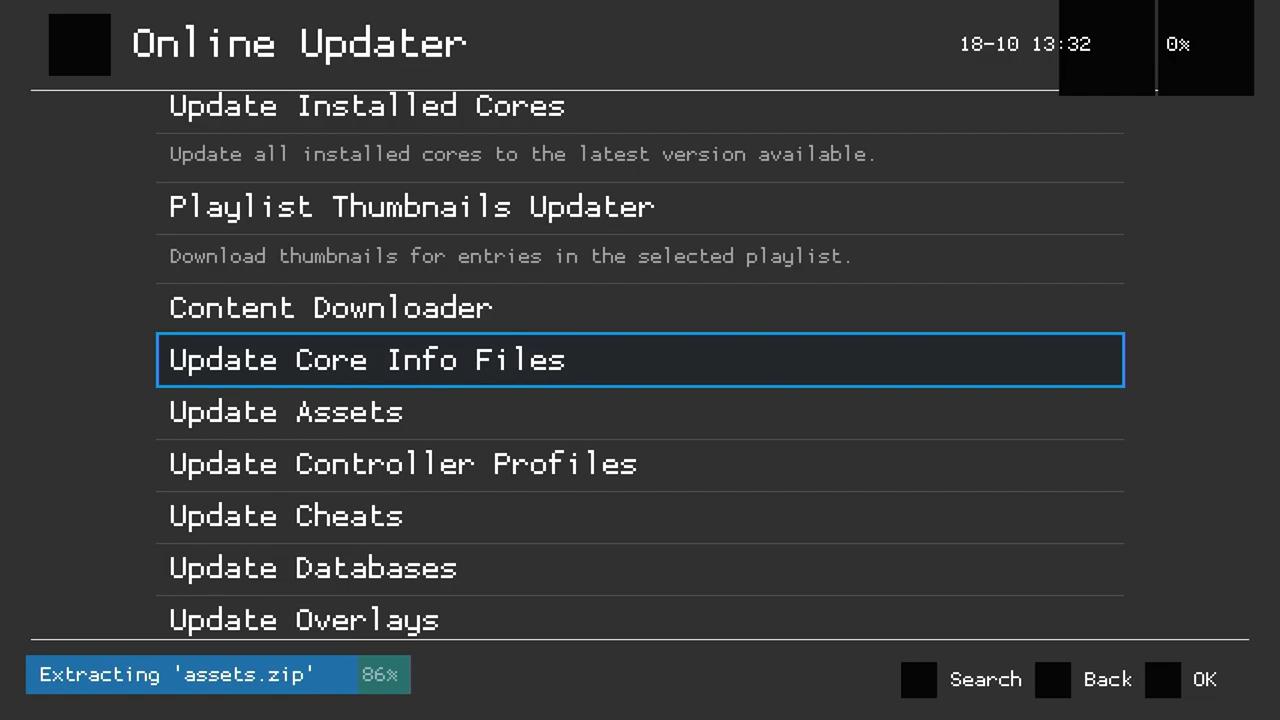 Online Updater
18-10 13:32
0%
Update Installed Cores
Update all installed cores to the latest version available.
Playlist Thumbnails Updater
Download thumbnails for entries in the selected playlist.
Content Downloader
Update Core Info Files
Update Assets
Update Controller Profiles
Update Cheats
Update Databases
Update Overlays
Extracting 'assets.zip' 86%
Search Back OK